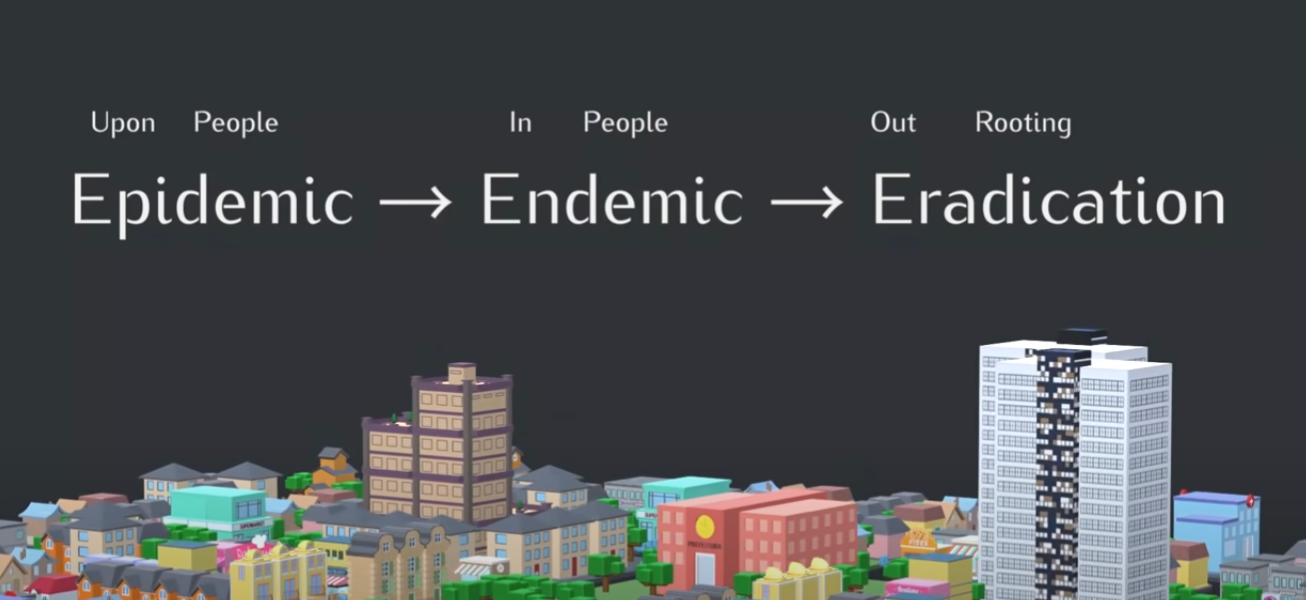 Upon People In People Out Rooting
Epidemic → Endemic → Eradication